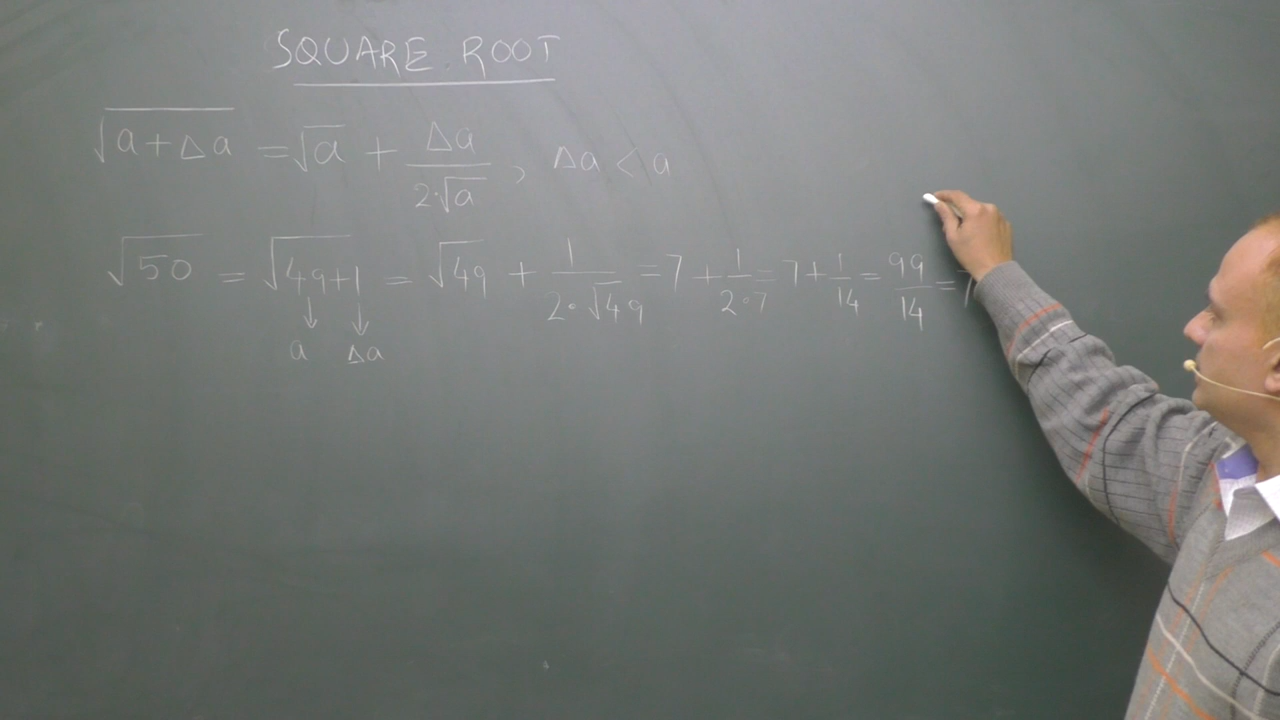 SQUARE ROOT
√(a+Δa) = √a + Δa/(2·√a) , Δa < a
√50 = √(49+1) = √49 + 1/(2·√49) = 7 + 1/(2·7) = 7 + 1/14 = 99/14 = 7
a Δa